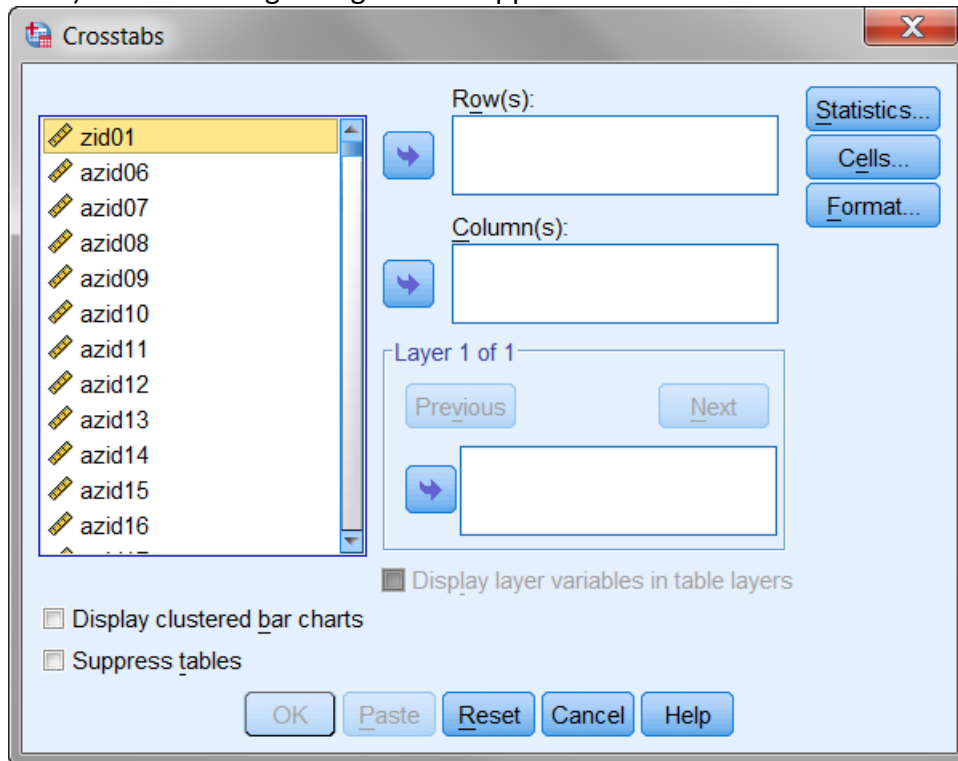 Crosstabs
X
zid01
azid06
azid07
azid08
azid09
azid10
azid11
azid12
azid13
azid14
azid15
azid16
Row(s):
Column(s):
Layer 1 of 1
Previous
Next
Display layer variables in table layers
Statistics...
Cells...
Format...
Display clustered bar charts
Suppress tables
OK
Paste
Reset
Cancel
Help